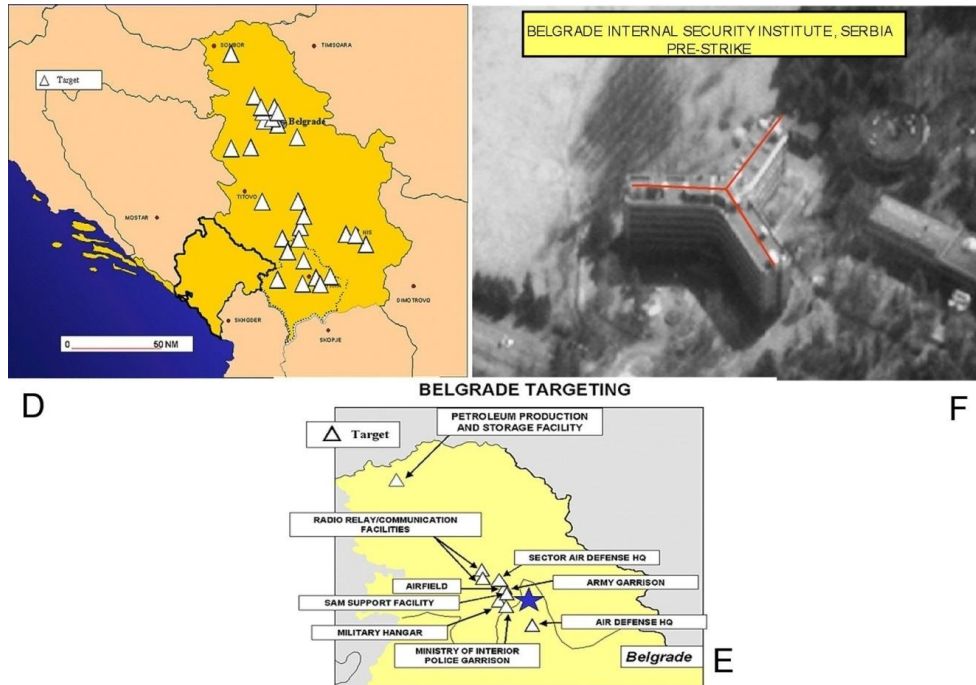 SOMBOR
TIMISOARA
Target
Belgrade
TITOVO
MOSTAR
NIS
DIMOTROVO
SKHODER
SKOPJE
0 50 NM
BELGRADE INTERNAL SECURITY INSTITUTE, SERBIA
PRE-STRIKE
D
F
BELGRADE TARGETING
Target
PETROLEUM PRODUCTION
AND STORAGE FACILITY
RADIO RELAY/COMMUNICATION
FACILITIES
SECTOR AIR DEFENSE HQ
AIRFIELD
ARMY GARRISON
SAM SUPPORT FACILITY
MILITARY HANGAR
AIR DEFENSE HQ
MINISTRY OF INTERIOR
POLICE GARRISON
Belgrade
E